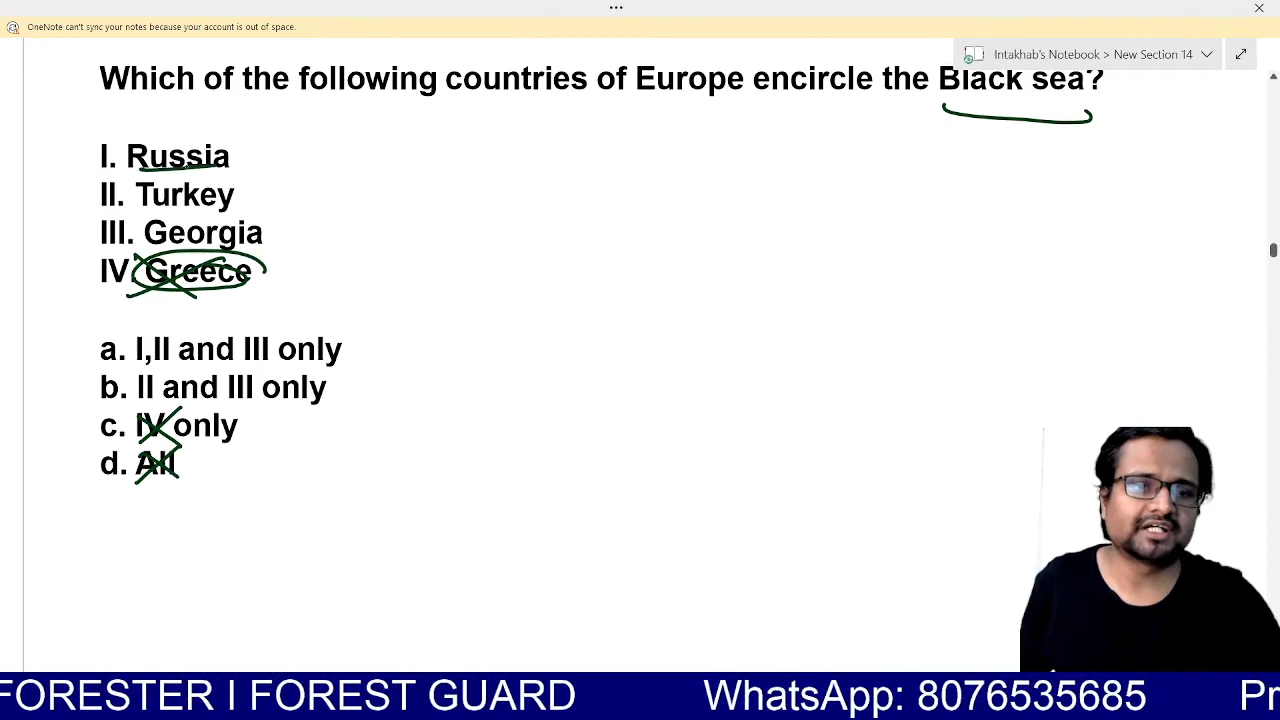 OneNote can't sync your notes because your account is out of space.
Intakhab's Notebook > New Section 14
Which of the following countries of Europe encircle the Black sea?
I. Russia
II. Turkey
III. Georgia
IV. Greece
a. I,II and III only
b. II and III only
c. IV only
d. All
FORESTER I FOREST GUARD WhatsApp: 8076535685 Pr